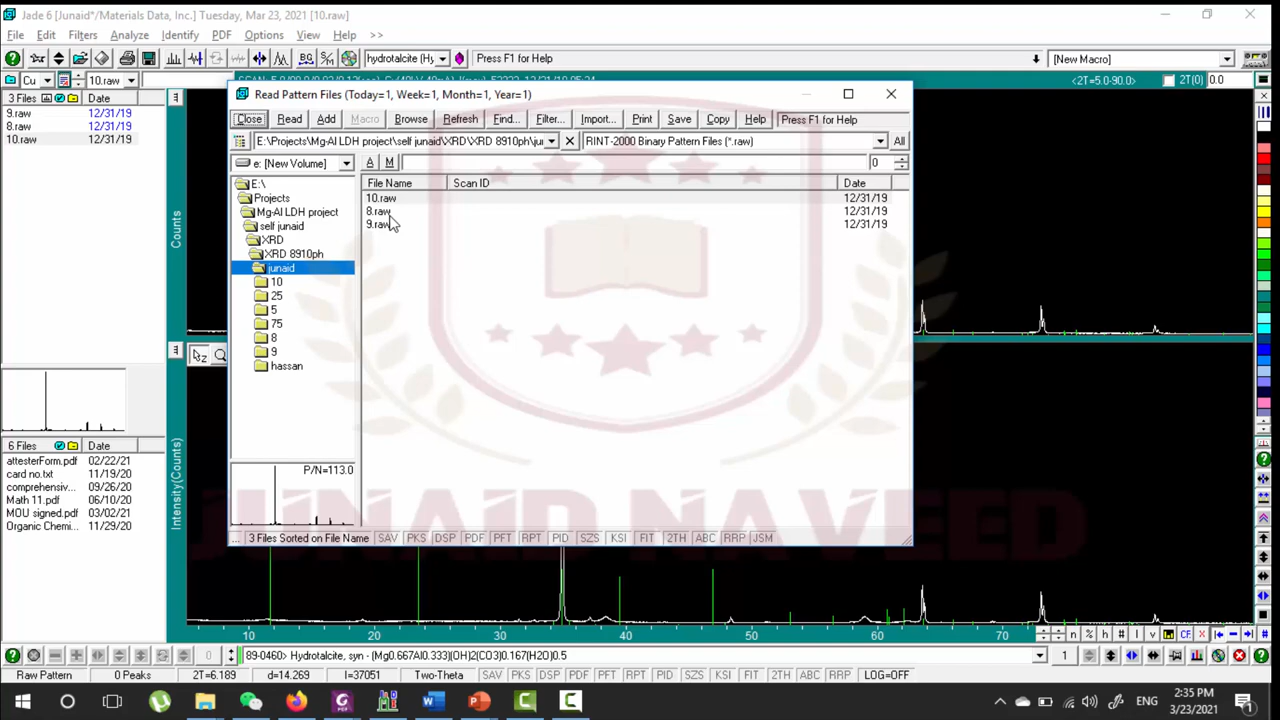 Jade 6 [Junaid*/Materials Data, Inc.] Tuesday, Mar 23, 2021 [10.raw]
File Edit Filters Analyze Identify PDF Options View Help >>
hydrotalcite (Hy Press F1 for Help [New Macro]
Cu 10.raw <2T=5.0-90.0> 2T(0) 0.0
3 Files Date
9.raw 12/31/19
8.raw 12/31/19
10.raw 12/31/19
Counts
Read Pattern Files (Today=1, Week=1, Month=1, Year=1)
Close Read Add Macro Browse Refresh Find... Filter... Import... Print Save Copy Help Press F1 for Help
E:\Projects\Mg-Al LDH project\self junaid\XRD\XRD 8910ph\jur RINT-2000 Binary Pattern Files (*.raw) All
e: [New Volume] A M 0
File Name Scan ID Date
10.raw 12/31/19
8.raw 12/31/19
9.raw 12/31/19
E:\
Projects
Mg-Al LDH project
self junaid
XRD
XRD 8910ph
junaid
10
25
5
75
8
9
hassan
P/N=113.0
... 3 Files Sorted on File Name SAV PKS DSP PDF PFT RPT PID SZS KSI FIT 2TH ABC RRP JSM
JUNAID NAVEED
6 Files Date
attesterForm.pdf 02/22/21
card no.txt 11/19/20
comprehensiv... 09/26/20
Math 11.pdf 06/10/20
MOU signed.pdf 03/02/21
Organic Chemi... 11/29/20
Intensity(Counts)
10 20 30 40 50 60 70
n % h # l v CF. X
0 89-0460> Hydrotalcite, syn - (Mg0.667Al0.333)(OH)2(CO3)0.167(H2O)0.5 1
Raw Pattern 0 Peaks 2T=6.189 d=14.269 I=37051 Two-Theta SAV PKS DSP PDF PFT RPT PID SZS KSI FIT 2TH ABC RRP LOG=OFF
ENG 2:35 PM
3/23/2021